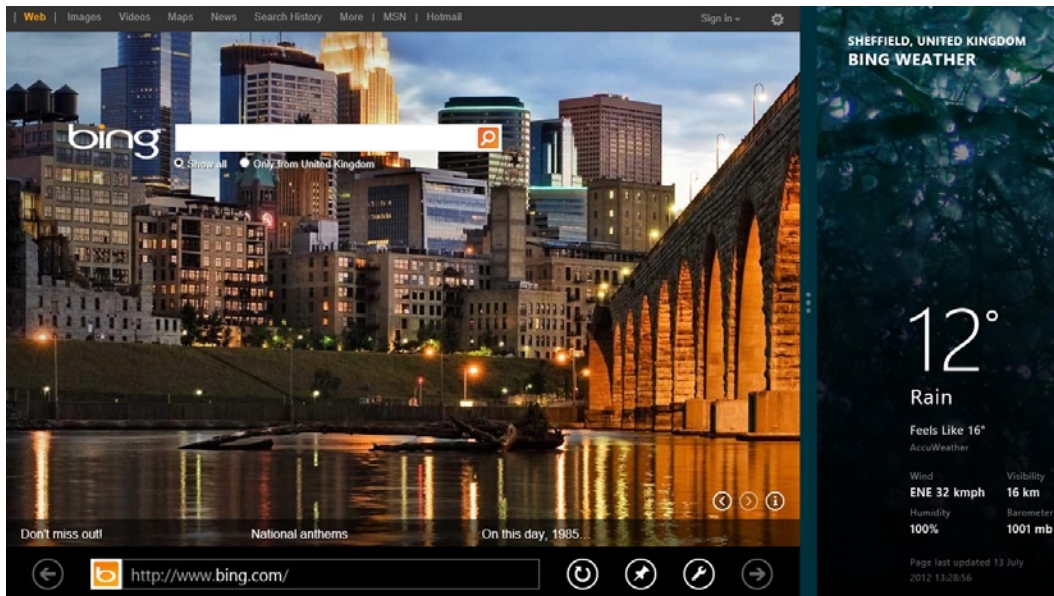 | Web | Images Videos Maps News Search History More | MSN | Hotmail Sign in
bing
Show all Only from United Kingdom
Don't miss out! National anthems On this day, 1985...
http://www.bing.com/
SHEFFIELD, UNITED KINGDOM
BING WEATHER
12°
Rain
Feels Like 16°
AccuWeather
Wind Visibility
ENE 32 kmph 16 km
Humidity Barometer
100% 1001 mb
Page last updated 13 July
2012 13:28:56